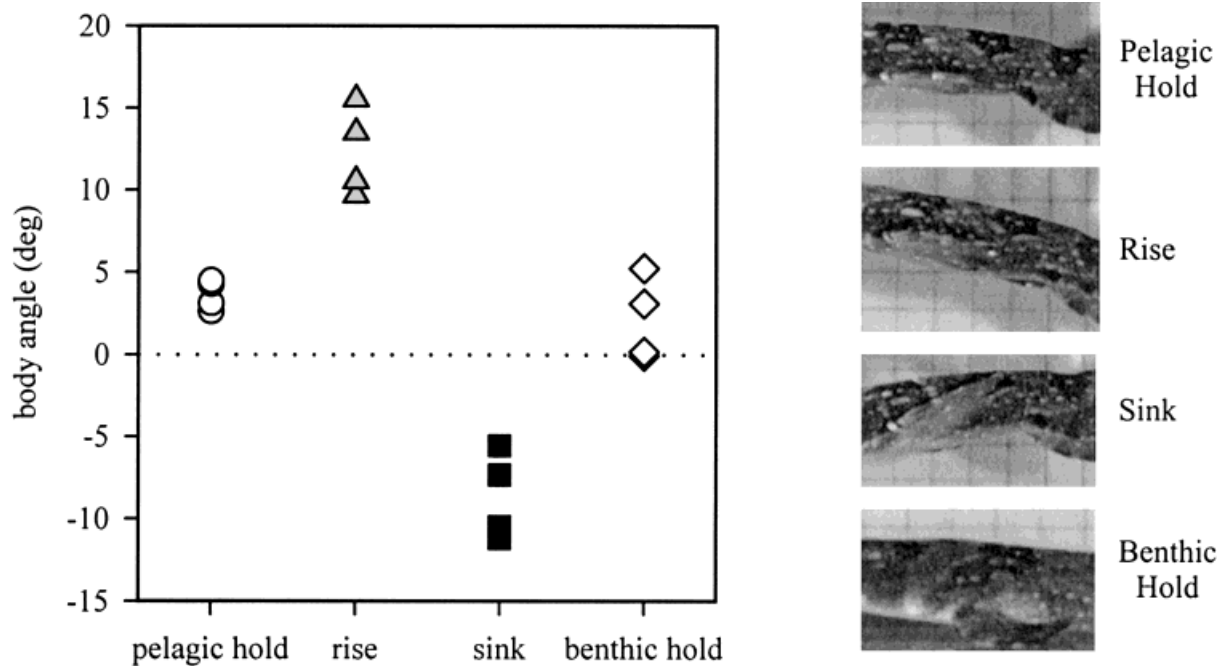 20
15
10
5
0
-5
-10
-15
body angle (deg)
pelagic hold
rise
sink
benthic hold
Pelagic
Hold
Rise
Sink
Benthic
Hold